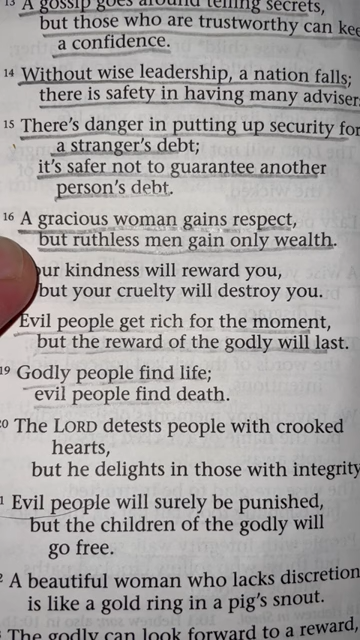 13 A gossip goes around telling secrets,
but those who are trustworthy can
a confidence.
14 Without wise leadership, a nation falls;
there is safety in having many
15 There's danger in putting up security for
a stranger's debt;
it's safer not to guarantee another
person's debt.
16 A gracious woman gains respect,
but ruthless men gain only wealth.
kindness will reward you,
but your cruelty will destroy you.
Evil people get rich for the moment,
but the reward of the godly will last.
19 Godly people find life;
evil people find death.
The LORD detests people with crooked
hearts,
but he delights in those with integrity
Evil people will surely be punished,
but the children of the godly will
go free.
A beautiful woman who lacks discretion
is like a gold ring in a pig's snout.
The godly can look forward to a reward,